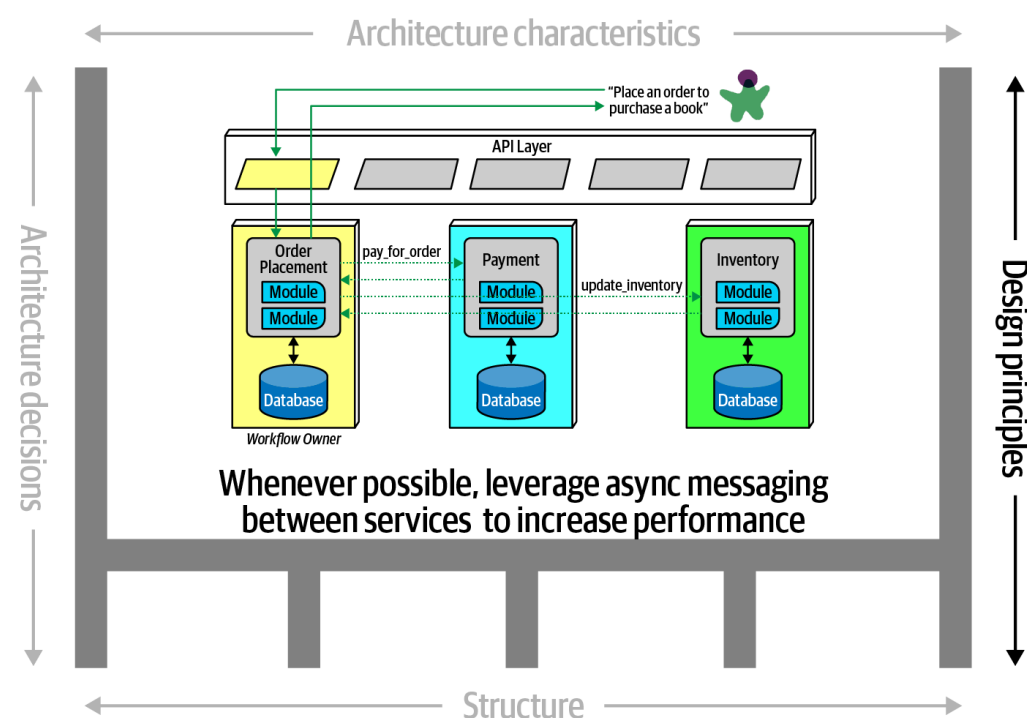 Architecture characteristics
"Place an order to
purchase a book"
API Layer
Order
Placement
Module
Module
Database
Workflow Owner
pay_for_order
Payment
Module
Module
Database
update_inventory
Inventory
Module
Module
Database
Architecture decisions
Design principles
Whenever possible, leverage async messaging
between services to increase performance
Structure